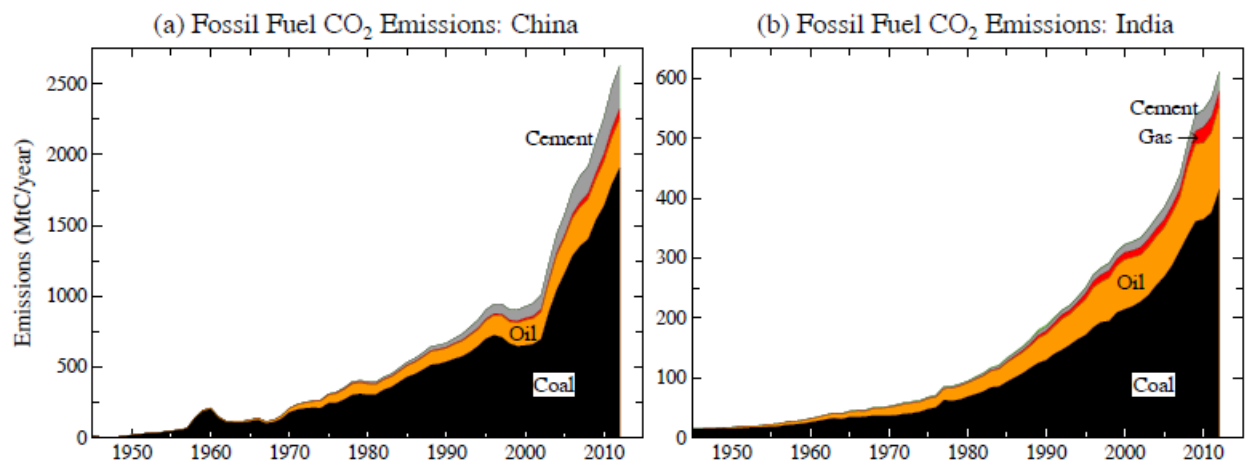 (a) Fossil Fuel CO₂ Emissions: China
Emissions (MtC/year)
2500
2000
1500
1000
500
0
Cement
Oil
Coal
1950 1960 1970 1980 1990 2000 2010
(b) Fossil Fuel CO₂ Emissions: India
600
500
400
300
200
100
0
Cement
Gas
Oil
Coal
1950 1960 1970 1980 1990 2000 2010